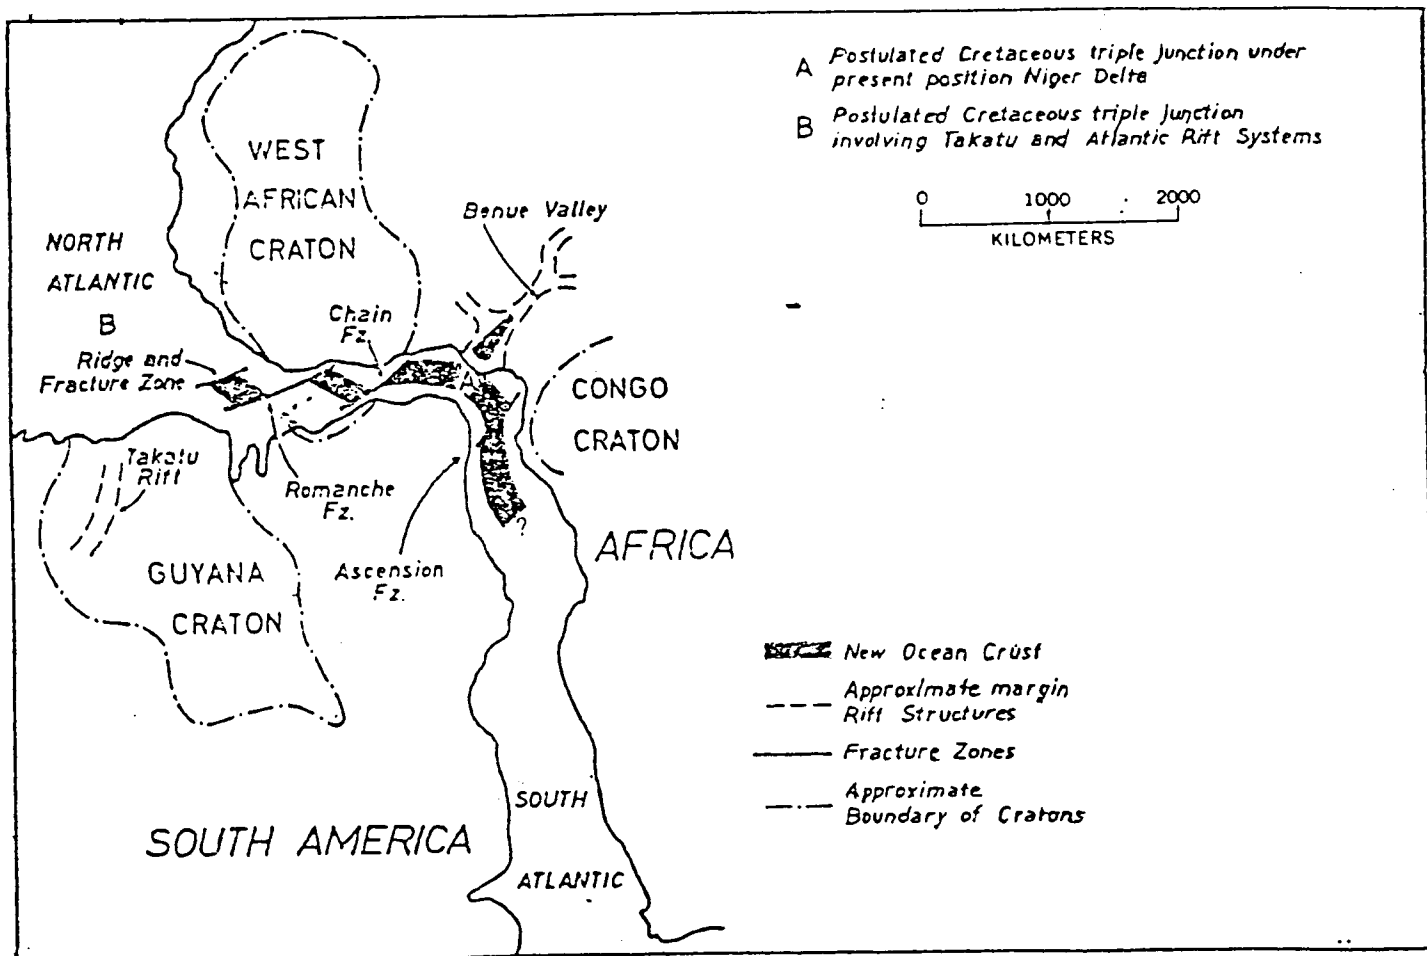 A Postulated Cretaceous triple junction under
present position Niger Delta
B Postulated Cretaceous triple junction
involving Takatu and Atlantic Rift Systems
0 1000 2000
KILOMETERS
WEST
AFRICAN
CRATON
Benue Valley
NORTH
ATLANTIC
B
Chain
Fz.
Ridge and
Fracture Zone
A
CONGO
CRATON
Takatu
Rift
Romanche
Fz.
?
AFRICA
Ascension
Fz.
GUYANA
CRATON
New Ocean Crust
Approximate margin
Rift Structures
Fracture Zones
Approximate
Boundary of Cratons
SOUTH
ATLANTIC
SOUTH AMERICA